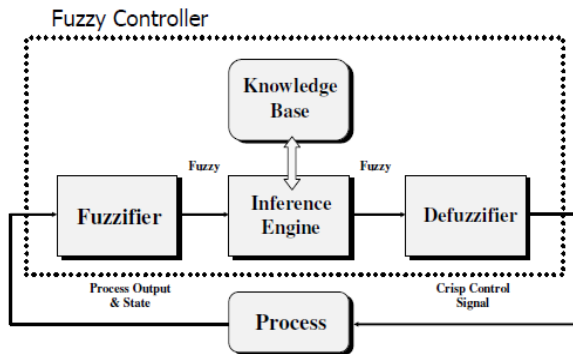 Fuzzy Controller
Knowledge
Base
Fuzzy
Fuzzy
Fuzzifier
Inference
Engine
Defuzzifier
Process Output
& State
Crisp Control
Signal
Process